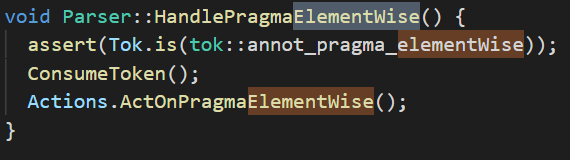 void Parser::HandlePragmaElementWise() {
assert(Tok.is(tok::annot_pragma_elementWise));
ConsumeToken();
Actions.ActOnPragmaElementWise();
}